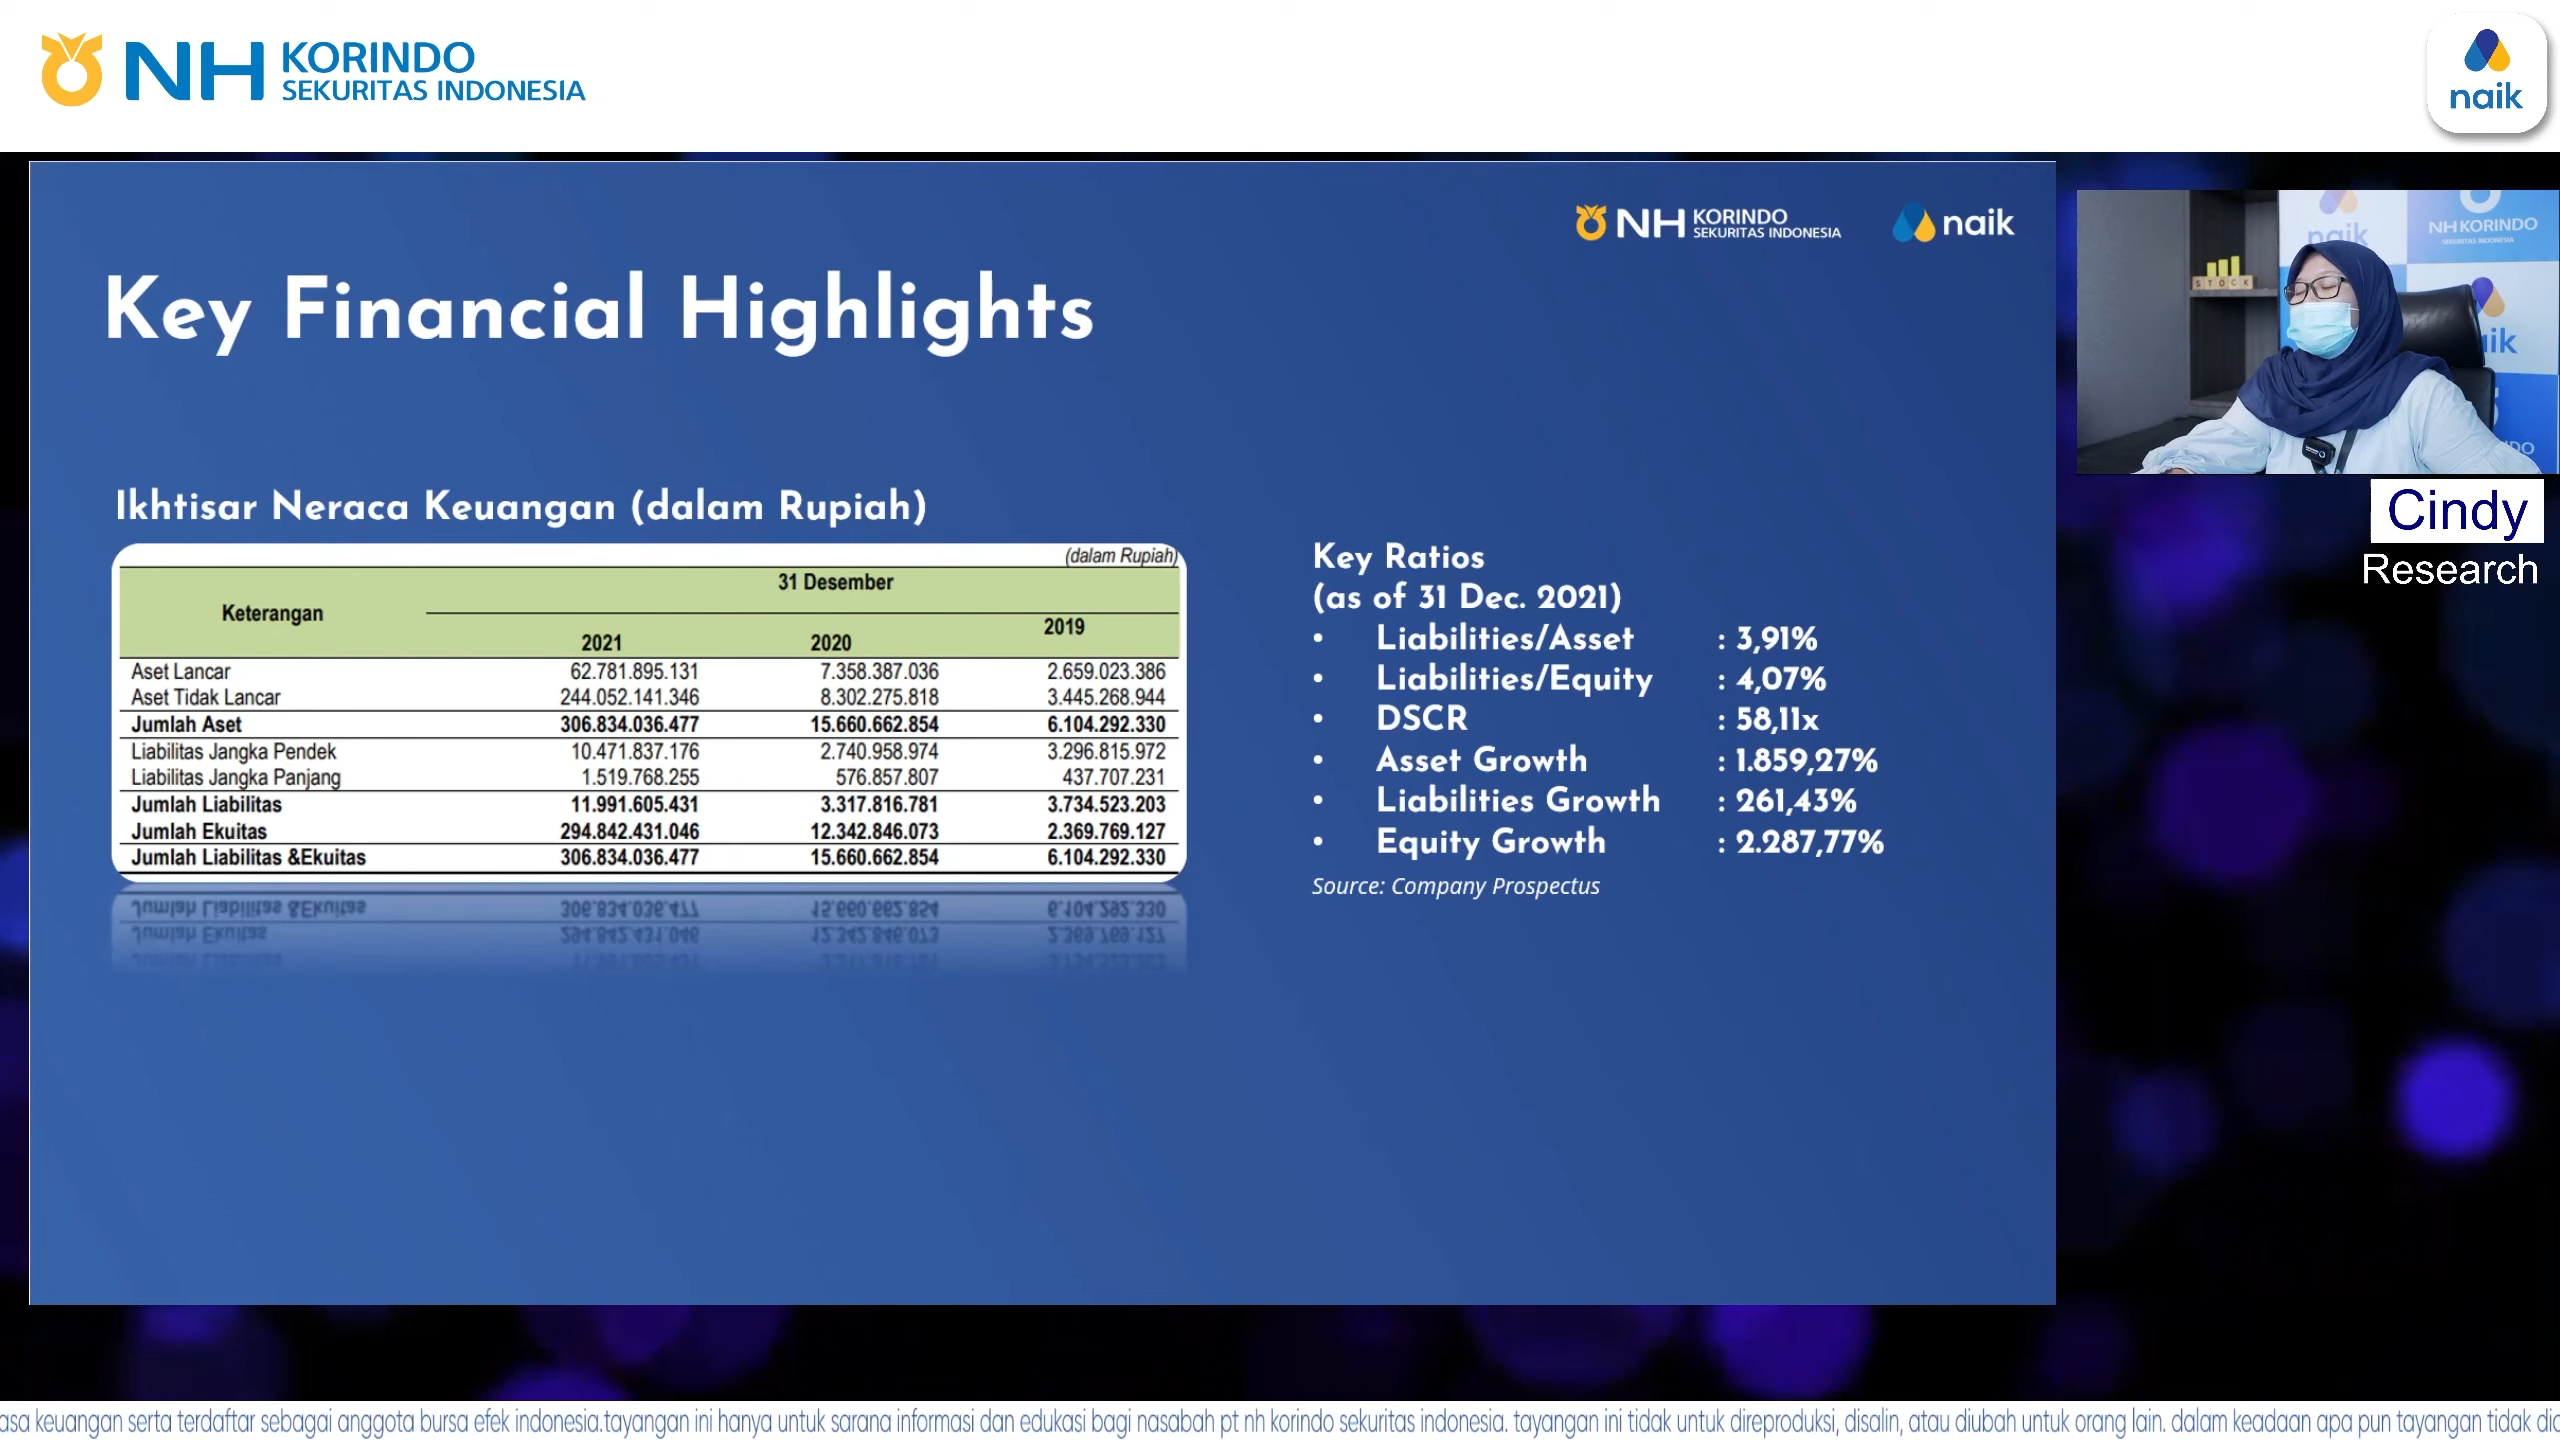 NH KORINDO
SEKURITAS INDONESIA
naik
NH KORINDO
SEKURITAS INDONESIA
naik
Key Financial Highlights
Ikhtisar Neraca Keuangan (dalam Rupiah)
(dalam Rupiah)
Keterangan
31 Desember
2021 2020 2019
Aset Lancar 62.781.895.131 7.358.387.036 2.659.023.386
Aset Tidak Lancar 244.052.141.346 8.302.275.818 3.445.268.944
Jumlah Aset 306.834.036.477 15.660.662.854 6.104.292.330
Liabilitas Jangka Pendek 10.471.837.176 2.740.958.974 3.296.815.972
Liabilitas Jangka Panjang 1.519.768.255 576.857.807 437.707.231
Jumlah Liabilitas 11.991.605.431 3.317.816.781 3.734.523.203
Jumlah Ekuitas 294.842.431.046 12.342.846.073 2.369.769.127
Jumlah Liabilitas &Ekuitas 306.834.036.477 15.660.662.854 6.104.292.330
Key Ratios
(as of 31 Dec. 2021)
• Liabilities/Asset : 3,91%
• Liabilities/Equity : 4,07%
• DSCR : 58,11x
• Asset Growth : 1.859,27%
• Liabilities Growth : 261,43%
• Equity Growth : 2.287,77%
Source: Company Prospectus
STOCK
naik
NH KORINDO
SEKURITAS INDONESIA
Cindy
Research
keuangan serta terdaftar sebagai anggota bursa efek indonesia.tayangan ini hanya untuk sarana informasi dan edukasi bagi nasabah pt nh korindo sekuritas indonesia. tayangan ini tidak untuk direproduksi, disalin, atau diubah untuk orang lain. dalam keadaan apa pun tayangan tidak